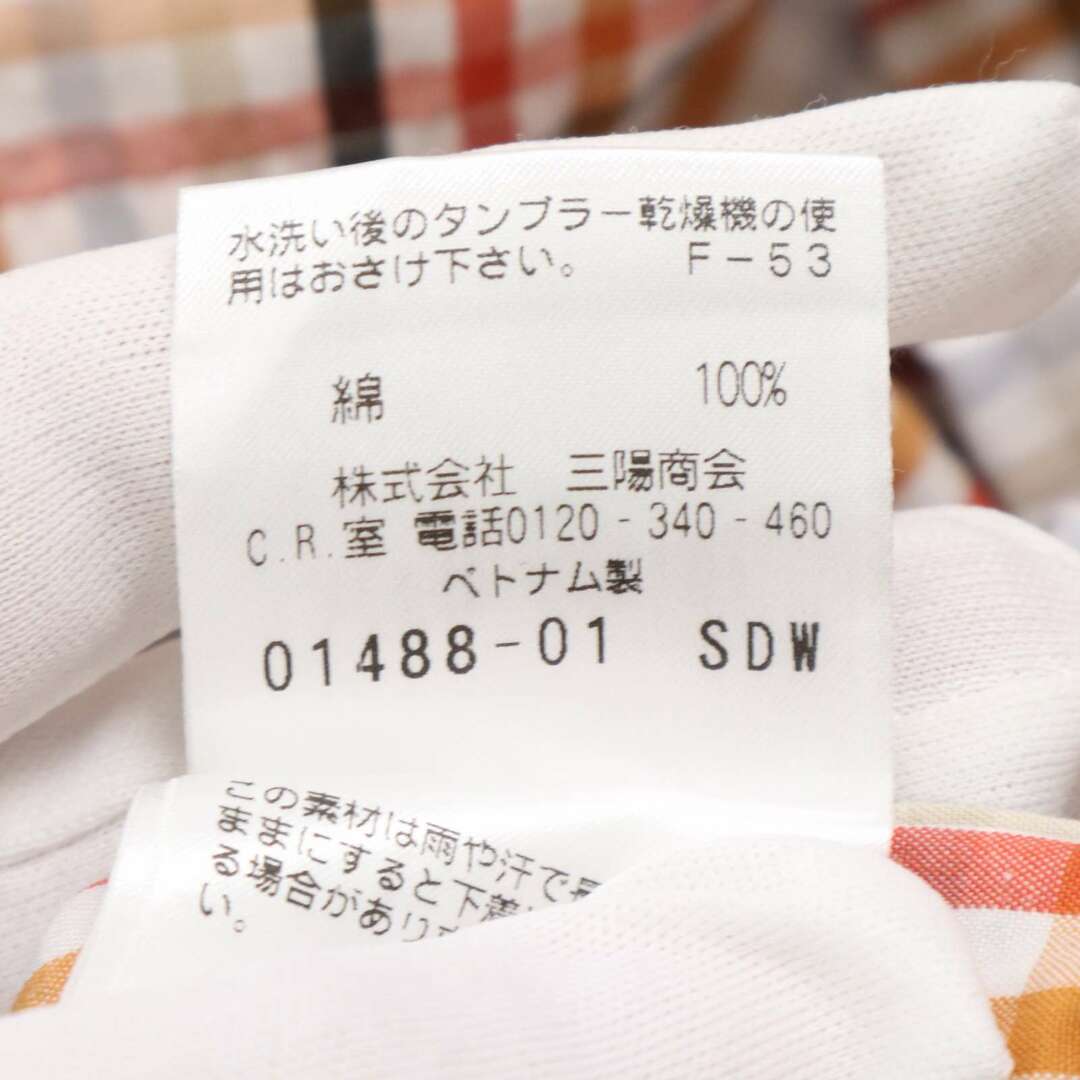 水洗い後のタンブラー乾燥機の使
用はおさけ下さい。 F-53
綿 100%
株式会社 三陽商会
C.R.室 電話0120-340-460
ベトナム製
01488-01 SDW
この素材は雨や汗で
ままにすると下着
る場合があり
い。